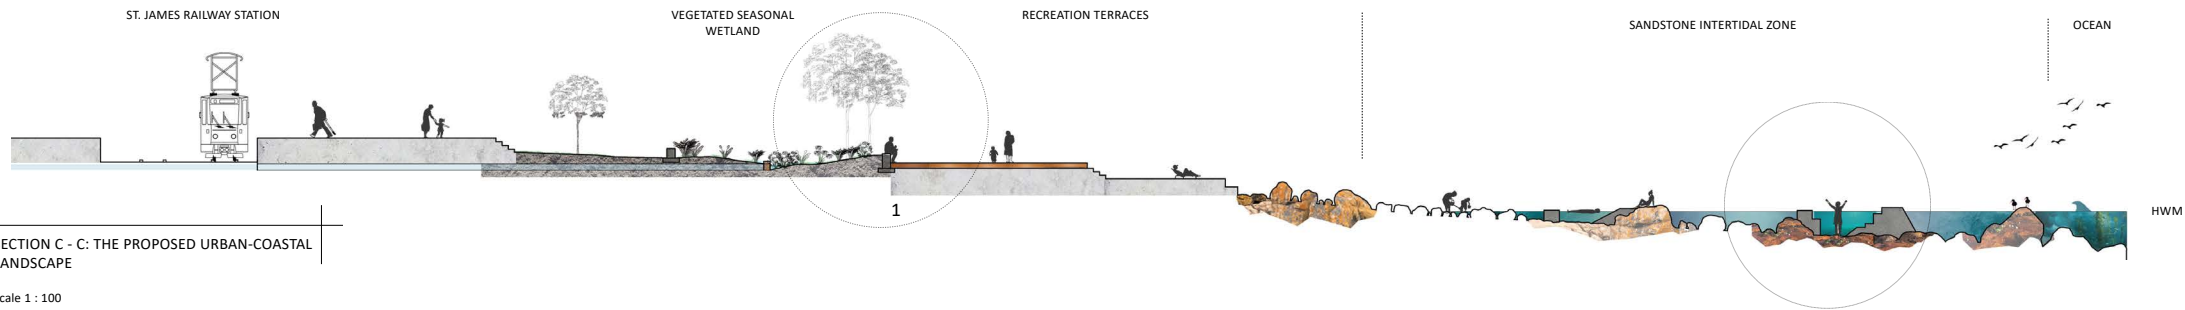 ST. JAMES RAILWAY STATION
VEGETATED SEASONAL
WETLAND
RECREATION TERRACES
SANDSTONE INTERTIDAL ZONE
OCEAN
1
HWM
ECTION C - C: THE PROPOSED URBAN-COASTAL
ANDSCAPE
cale 1 : 100